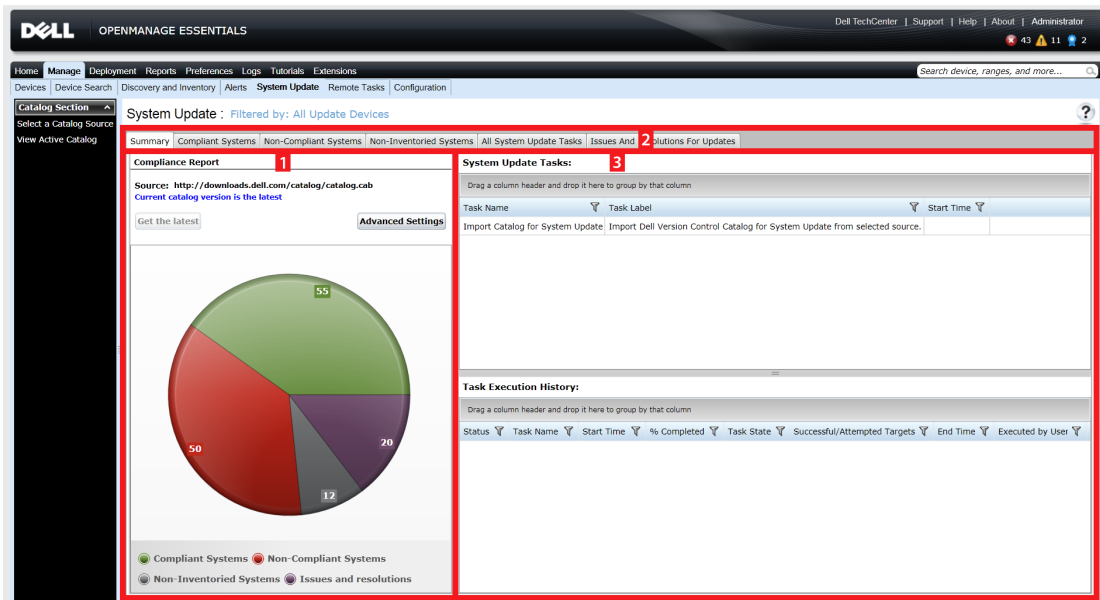 DELL OPENMANAGE ESSENTIALS
Dell TechCenter | Support | Help | About | Administrator
43 11 2
Home Manage Deployment Reports Preferences Logs Tutorials Extensions
Search device, ranges, and more...
Devices Device Search Discovery and Inventory Alerts System Update Remote Tasks Configuration
Catalog Section
Select a Catalog Source
View Active Catalog
System Update : Filtered by: All Update Devices
?
Summary Compliant Systems Non-Compliant Systems Non-Inventoried Systems All System Update Tasks Issues And 2 olutions For Updates
Compliance Report 1
Source: http://downloads.dell.com/catalog/catalog.cab
Current catalog version is the latest
Get the latest Advanced Settings
55
50
20
12
Compliant Systems Non-Compliant Systems
Non-Inventoried Systems Issues and resolutions
System Update Tasks: 3
Drag a column header and drop it here to group by that column
Task Name Task Label Start Time
Import Catalog for System Update Import Dell Version Control Catalog for System Update from selected source.
Task Execution History:
Drag a column header and drop it here to group by that column
Status Task Name Start Time % Completed Task State Successful/Attempted Targets End Time Executed by User